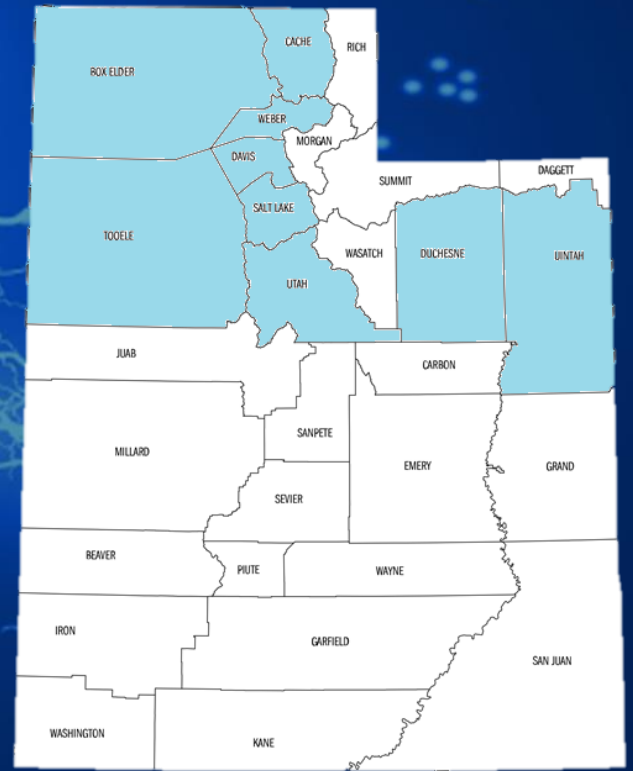 CACHE
RICH
BOX ELDER
WEBER
MORGAN
DAVIS
DAGGETT
SUMMIT
SALT LAKE
TOOELE
WASATCH
DUCHESNE
UINTAH
UTAH
JUAB
CARBON
SANPETE
MILLARD
EMERY
GRAND
SEVIER
BEAVER
PIUTE
WAYNE
IRON
GARFIELD
SAN JUAN
WASHINGTON
KANE